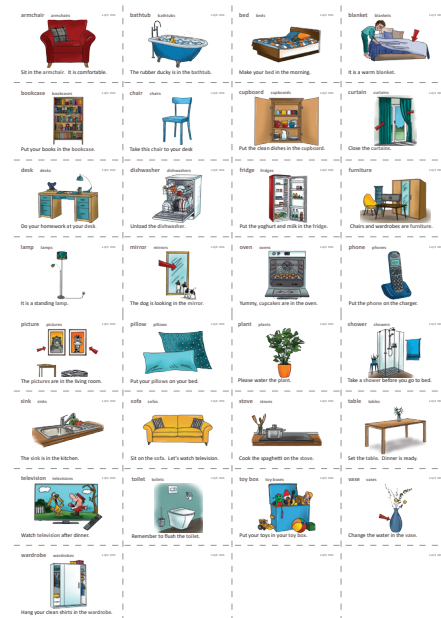 armchair armchairs
Sit in the armchair. It is comfortable.
bathtub bathtubs
The rubber ducky is in the bathtub.
bed beds
Make your bed in the morning.
blanket blankets
It is a warm blanket.
bookcase bookcases
Put your books in the bookcase.
chair chairs
Take this chair to your desk
cupboard cupboards
Put the clean dishes in the cupboard.
curtain curtains
Close the curtains.
desk desks
Do your homework at your desk.
dishwasher dishwashers
Unload the dishwasher.
fridge fridges
Put the yoghurt and milk in the fridge.
furniture
Chairs and wardrobes are furniture.
lamp lamps
It is a standing lamp.
mirror mirrors
The dog is looking in the mirror.
oven ovens
Yummy, cupcakes are in the oven.
phone phones
Put the phone on the charger.
picture pictures
The pictures are in the living room.
pillow pillows
Put your pillows on your bed.
plant plants
Please water the plant.
shower showers
Take a shower before you go to bed.
sink sinks
The sink is in the kitchen.
sofa sofas
Sit on the sofa. Let's watch television.
stove stoves
Cook the spaghetti on the stove.
table tables
Set the table. Dinner is ready.
television televisions
Watch television after dinner.
toilet toilets
Remember to flush the toilet.
toy box toy boxes
Put your toys in your toy box.
vase vases
Change the water in the vase.
wardrobe wardrobes
Hang your clean shirts in the wardrobe.